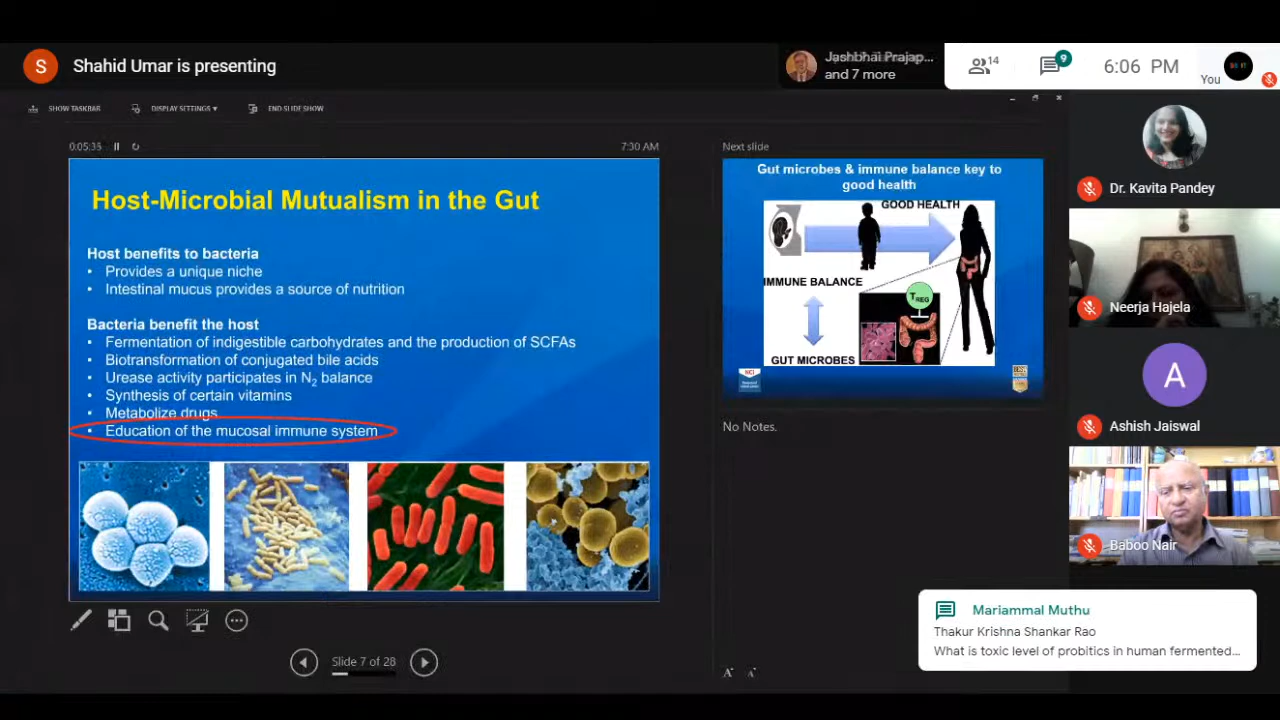 S
Shahid Umar is presenting
Jashbhai Prajap...
and 7 more
14
9
6:06 PM
You
SHOW TASKBAR
DISPLAY SETTINGS
END SLIDE SHOW
0:05:35
7:30 AM
Host-Microbial Mutualism in the Gut
Host benefits to bacteria
• Provides a unique niche
• Intestinal mucus provides a source of nutrition
Bacteria benefit the host
• Fermentation of indigestible carbohydrates and the production of SCFAs
• Biotransformation of conjugated bile acids
• Urease activity participates in N2 balance
• Synthesis of certain vitamins
• Metabolize drugs
• Education of the mucosal immune system
Slide 7 of 28
Next slide
Gut microbes & immune balance key to
good health
GOOD HEALTH
IMMUNE BALANCE
TREG
GUT MICROBES
KCI
No Notes.
A
A
Dr. Kavita Pandey
Neerja Hajela
A
Ashish Jaiswal
Baboo Nair
Mariammal Muthu
Thakur Krishna Shankar Rao
What is toxic level of probitics in human fermented...